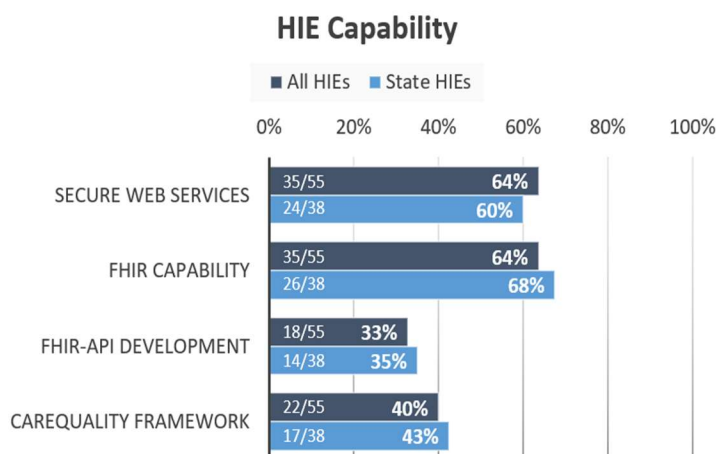 HIE Capability
All HIEs State HIEs
0% 20% 40% 60% 80% 100%
SECURE WEB SERVICES
35/55 64%
24/38 60%
FHIR CAPABILITY
35/55 64%
26/38 68%
FHIR-API DEVELOPMENT
18/55 33%
14/38 35%
CAREQUALITY FRAMEWORK
22/55 40%
17/38 43%